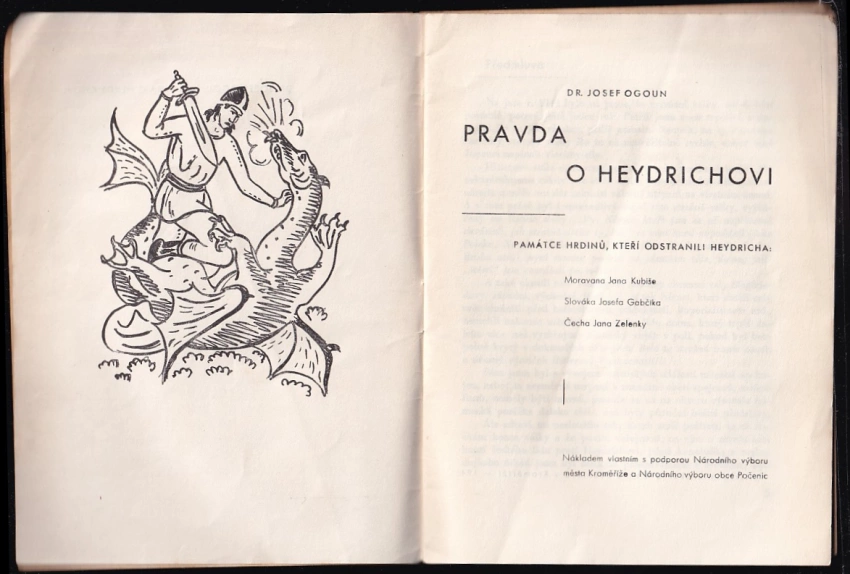 DR. JOSEF OGOUN
PRAVDA
O HEYDRICHOVI
PAMÁTCE HRDINŮ, KTEŘÍ ODSTRANILI HEYDRICHA:
Moravana Jana Kubiše
Slováka Josefa Gabčíka
Čecha Jana Zelenky
Nákladem vlastním s podporou Národního výboru
města Kroměříže a Národního výboru obce Pačenic